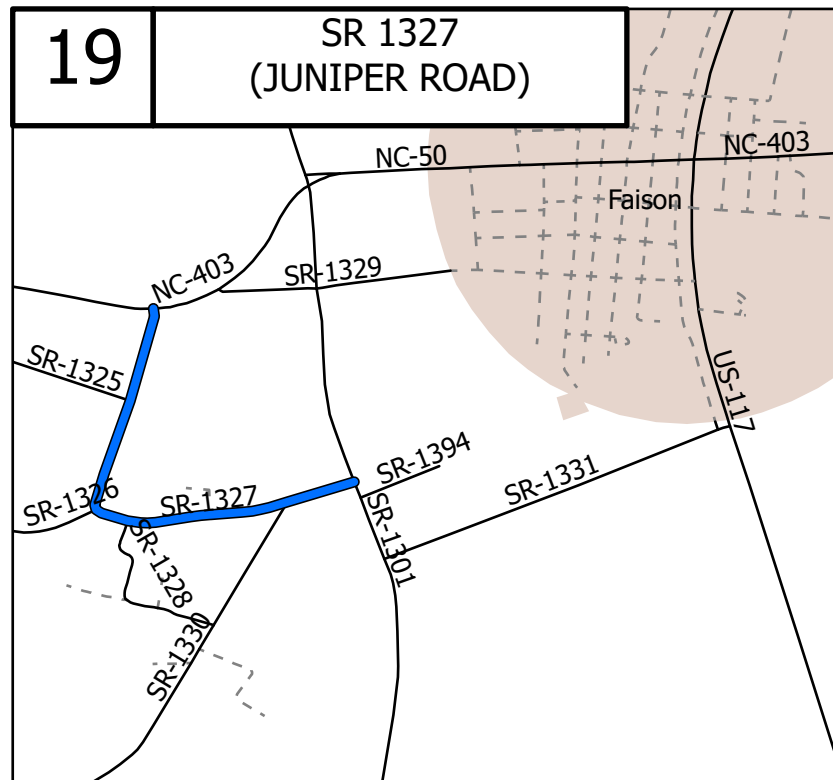 19
SR 1327
(JUNIPER ROAD)
NC-50
NC-403
Faison
NC-403
SR-1329
SR-1325
US-117
SR-1394
SR-1331
SR-1326
SR-1327
SR-1301
SR-1328
SR-1330